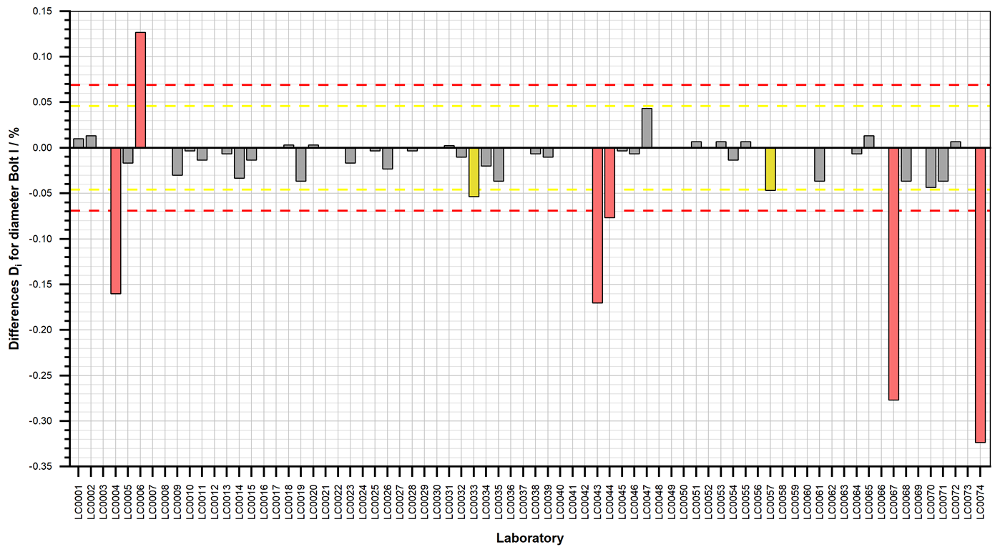 Differences Di for diameter Bolt I / %
0.15
0.10
0.05
0.00
-0.05
-0.10
-0.15
-0.20
-0.25
-0.30
-0.35
LC0001
LC0002
LC0003
LC0004
LC0005
LC0006
LC0007
LC0008
LC0009
LC0010
LC0011
LC0012
LC0013
LC0014
LC0015
LC0016
LC0017
LC0018
LC0019
LC0020
LC0021
LC0022
LC0023
LC0024
LC0025
LC0026
LC0027
LC0028
LC0029
LC0030
LC0031
LC0032
LC0033
LC0034
LC0035
LC0036
LC0037
LC0038
LC0039
LC0040
LC0041
LC0042
LC0043
LC0044
LC0045
LC0046
LC0047
LC0048
LC0049
LC0050
LC0051
LC0052
LC0053
LC0054
LC0055
LC0056
LC0057
LC0058
LC0059
LC0060
LC0061
LC0062
LC0063
LC0064
LC0065
LC0066
LC0067
LC0068
LC0069
LC0070
LC0071
LC0072
LC0073
LC0074
Laboratory